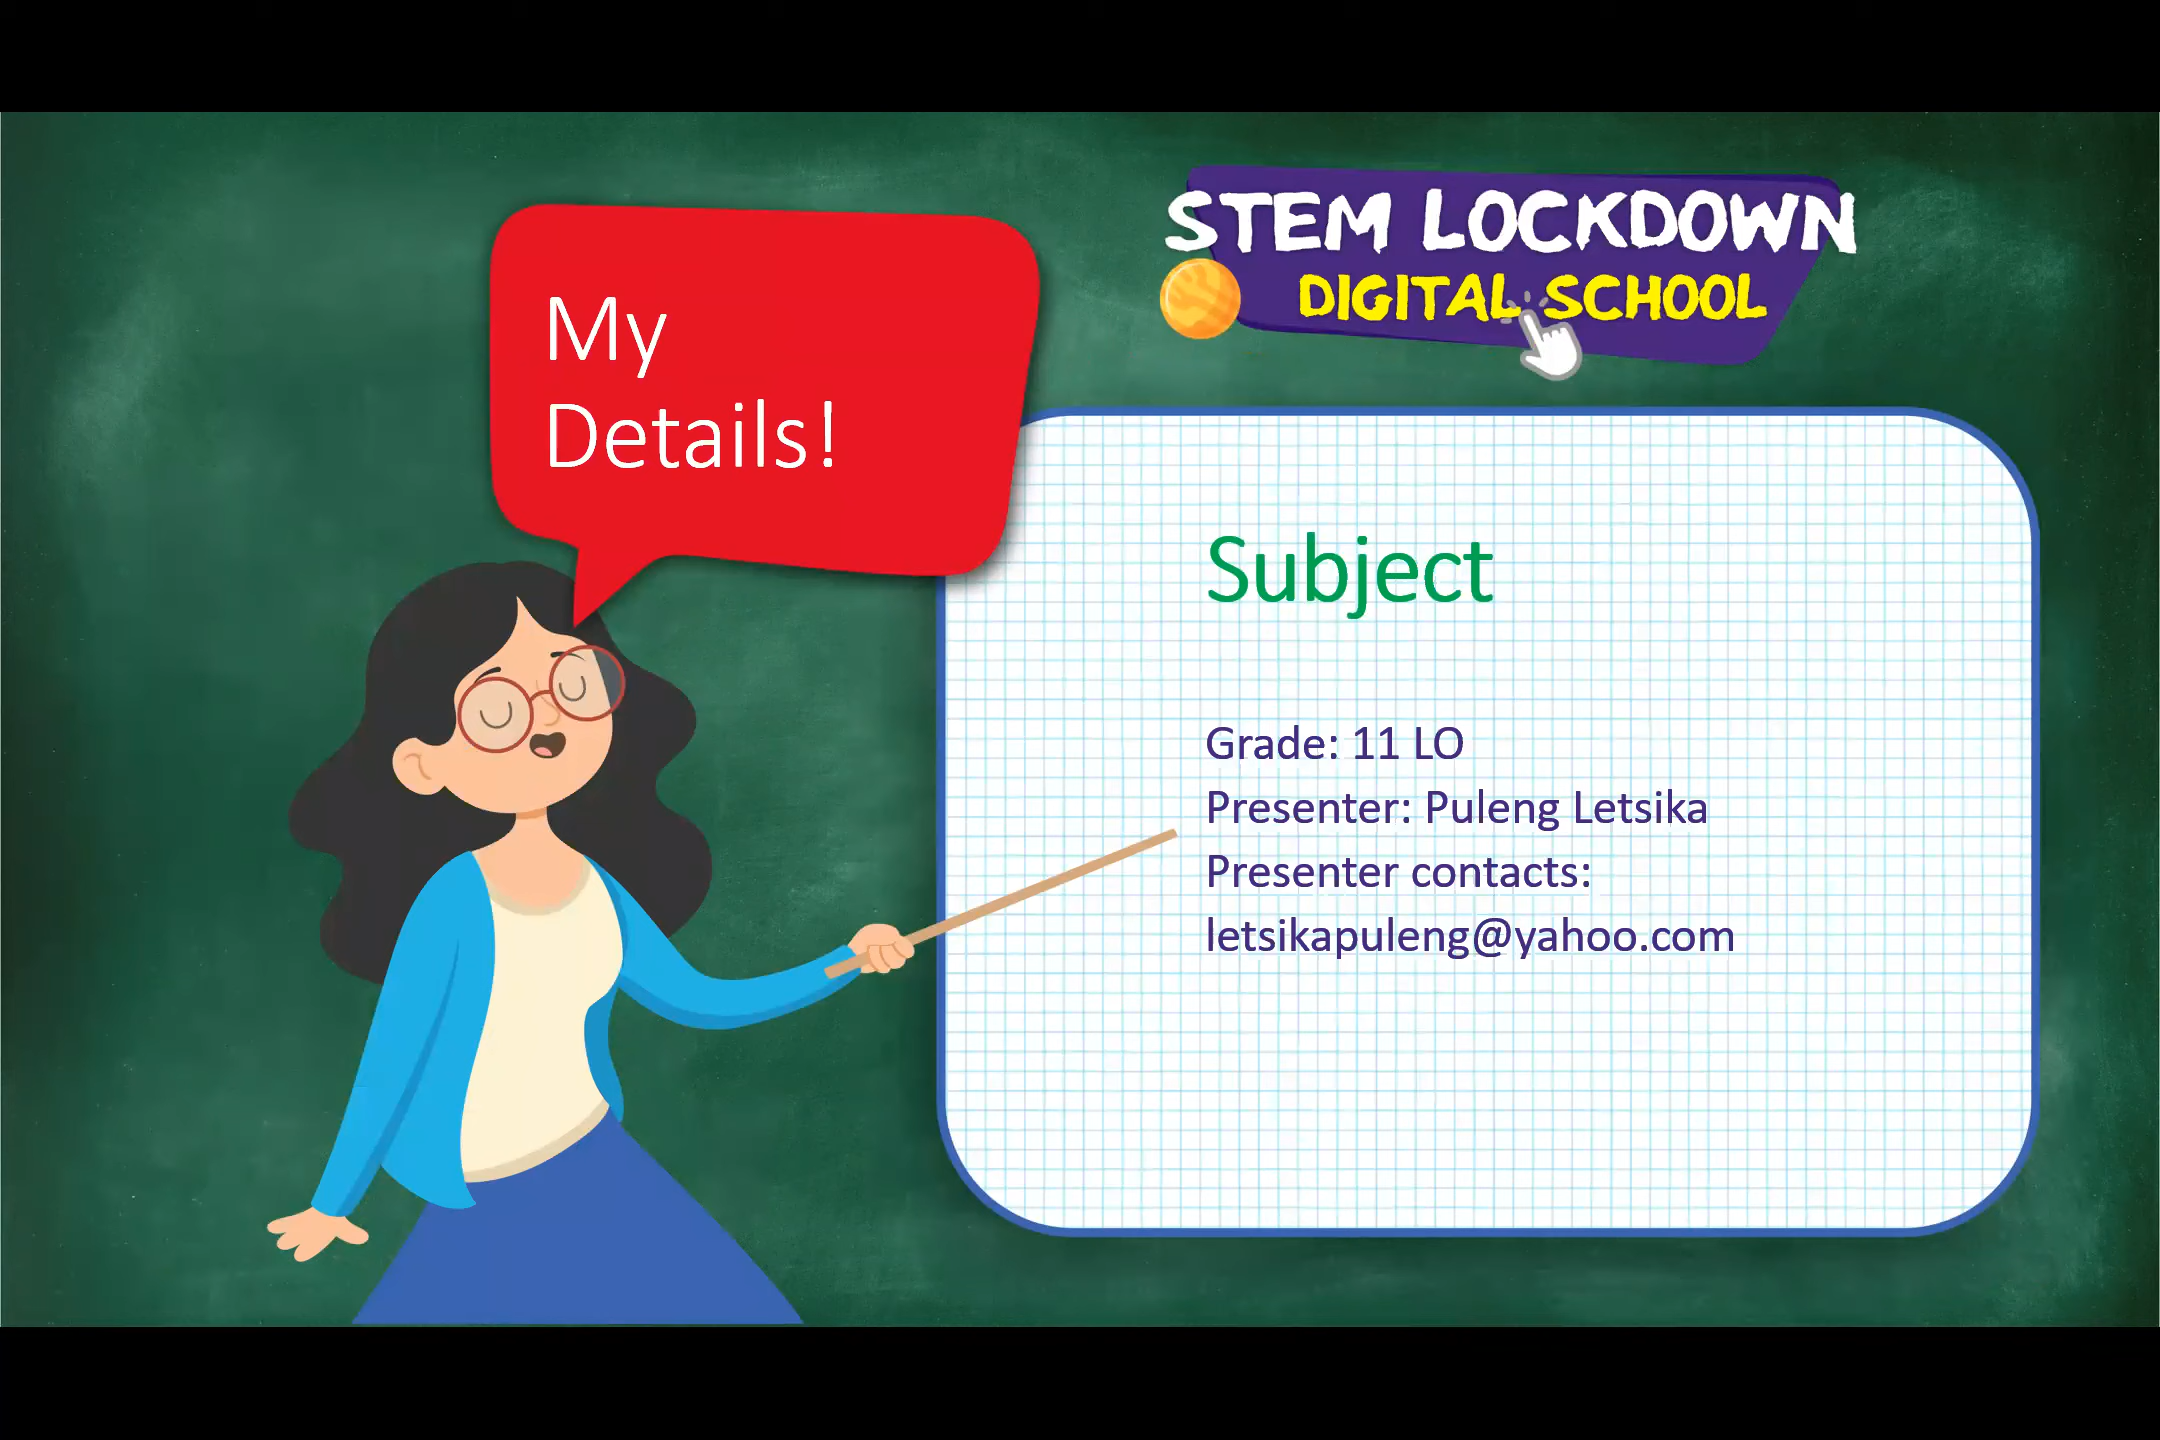 STEM LOCKDOWN
DIGITAL SCHOOL
My
Details!
Subject
Grade: 11 LO
Presenter: Puleng Letsika
Presenter contacts:
letsikapuleng@yahoo.com